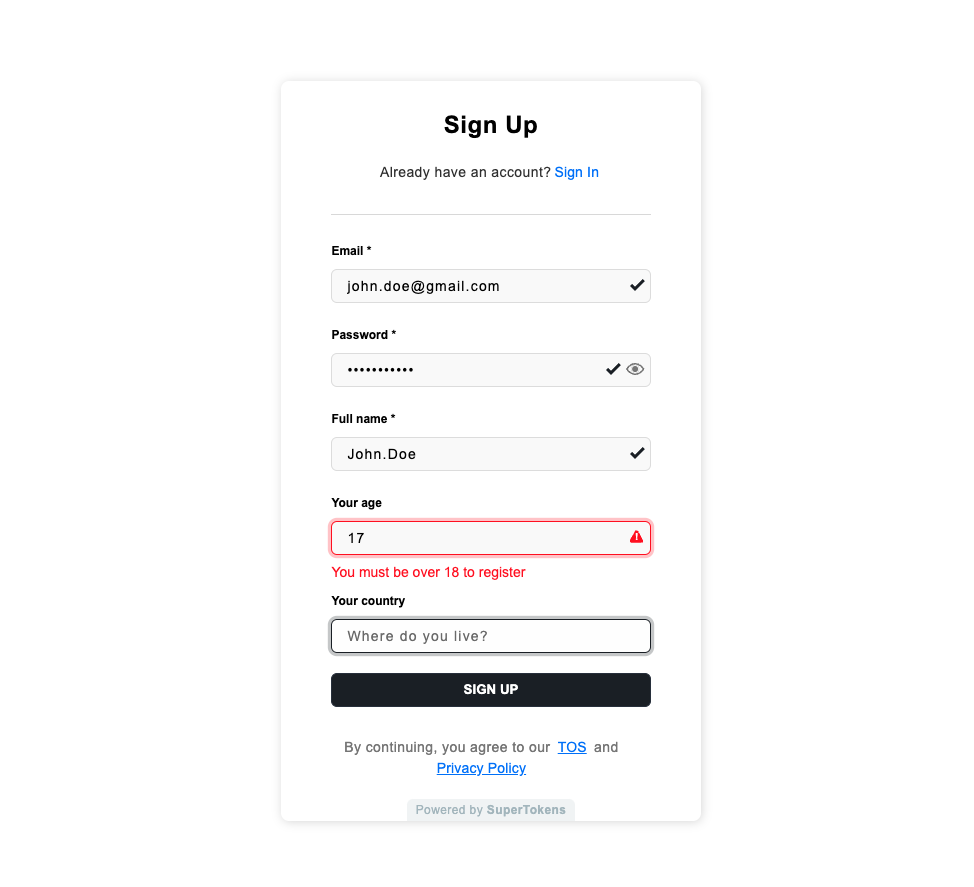 Sign Up
Already have an account? Sign In
Email *
john.doe@gmail.com
Password *
•••••••••••
Full name *
John.Doe
Your age
17
You must be over 18 to register
Your country
Where do you live?
SIGN UP
By continuing, you agree to our TOS and
Privacy Policy
Powered by SuperTokens